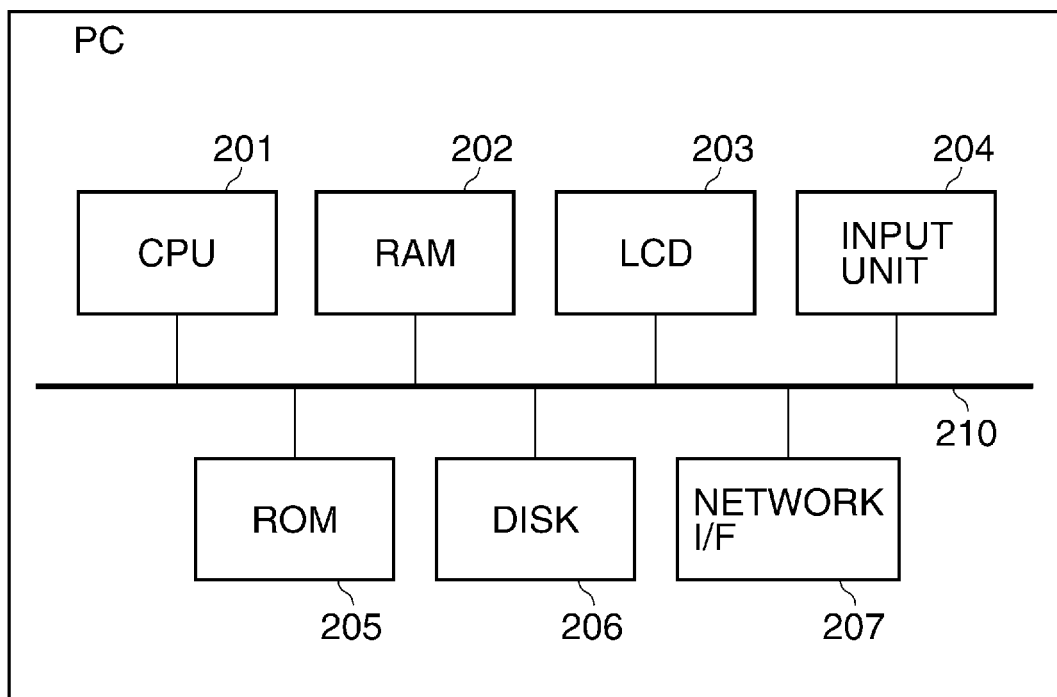 PC
201
202
203
204
CPU
RAM
LCD
INPUT
UNIT
210
ROM
DISK
NETWORK
I/F
205
206
207